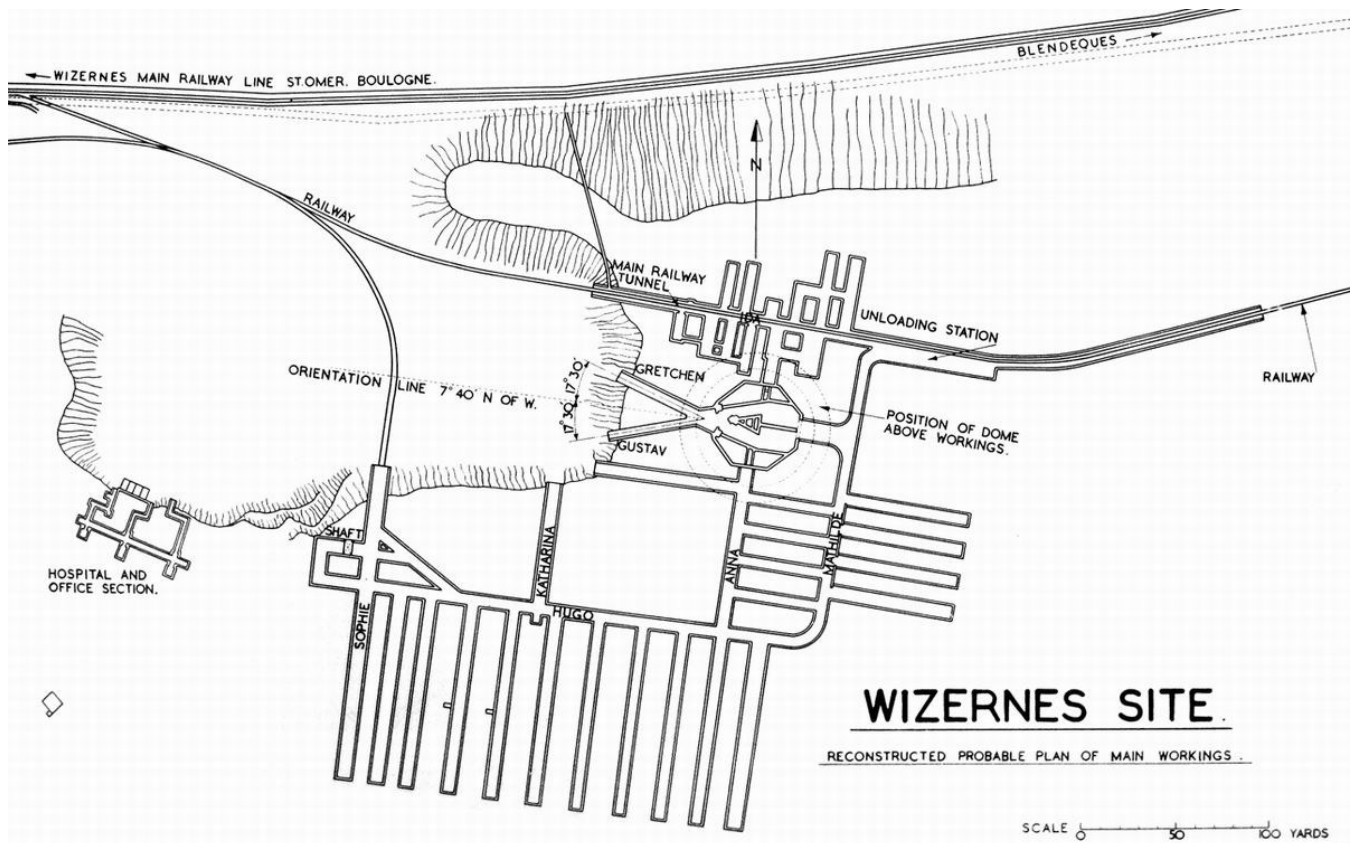 BLENDEQUES
WIZERNES MAIN RAILWAY LINE ST.OMER. BOULOGNE.
N
RAILWAY
MAIN RAILWAY
TUNNEL
UNLOADING STATION
RAILWAY
ORIENTATION LINE 7° 40' N OF W.
17° 30'
17° 30'
GRETCHEN
GUSTAV
POSITION OF DOME
ABOVE WORKINGS.
SHAFT
KATHARINA
ANNA
MATHILDE
HOSPITAL AND
OFFICE SECTION.
SOPHIE
HUGO
WIZERNES SITE.
RECONSTRUCTED PROBABLE PLAN OF MAIN WORKINGS.
SCALE 0 50 100 YARDS